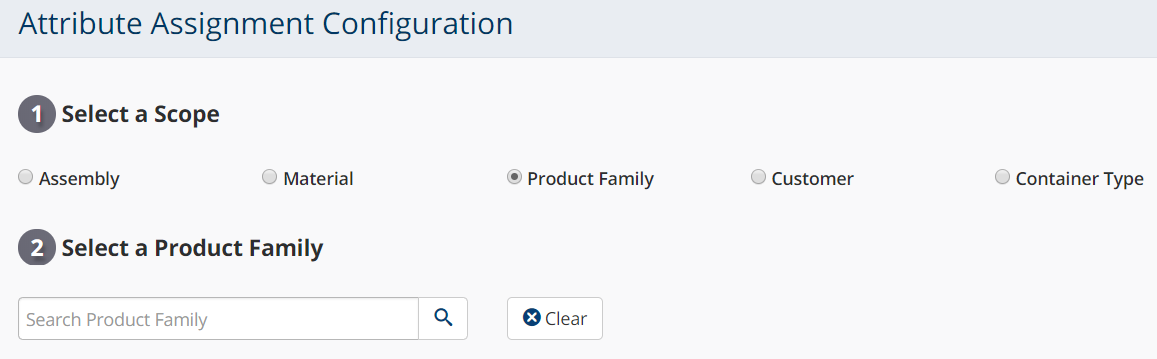 Attribute Assignment Configuration
1 Select a Scope
Assembly Material Product Family Customer Container Type
2 Select a Product Family
Search Product Family Clear